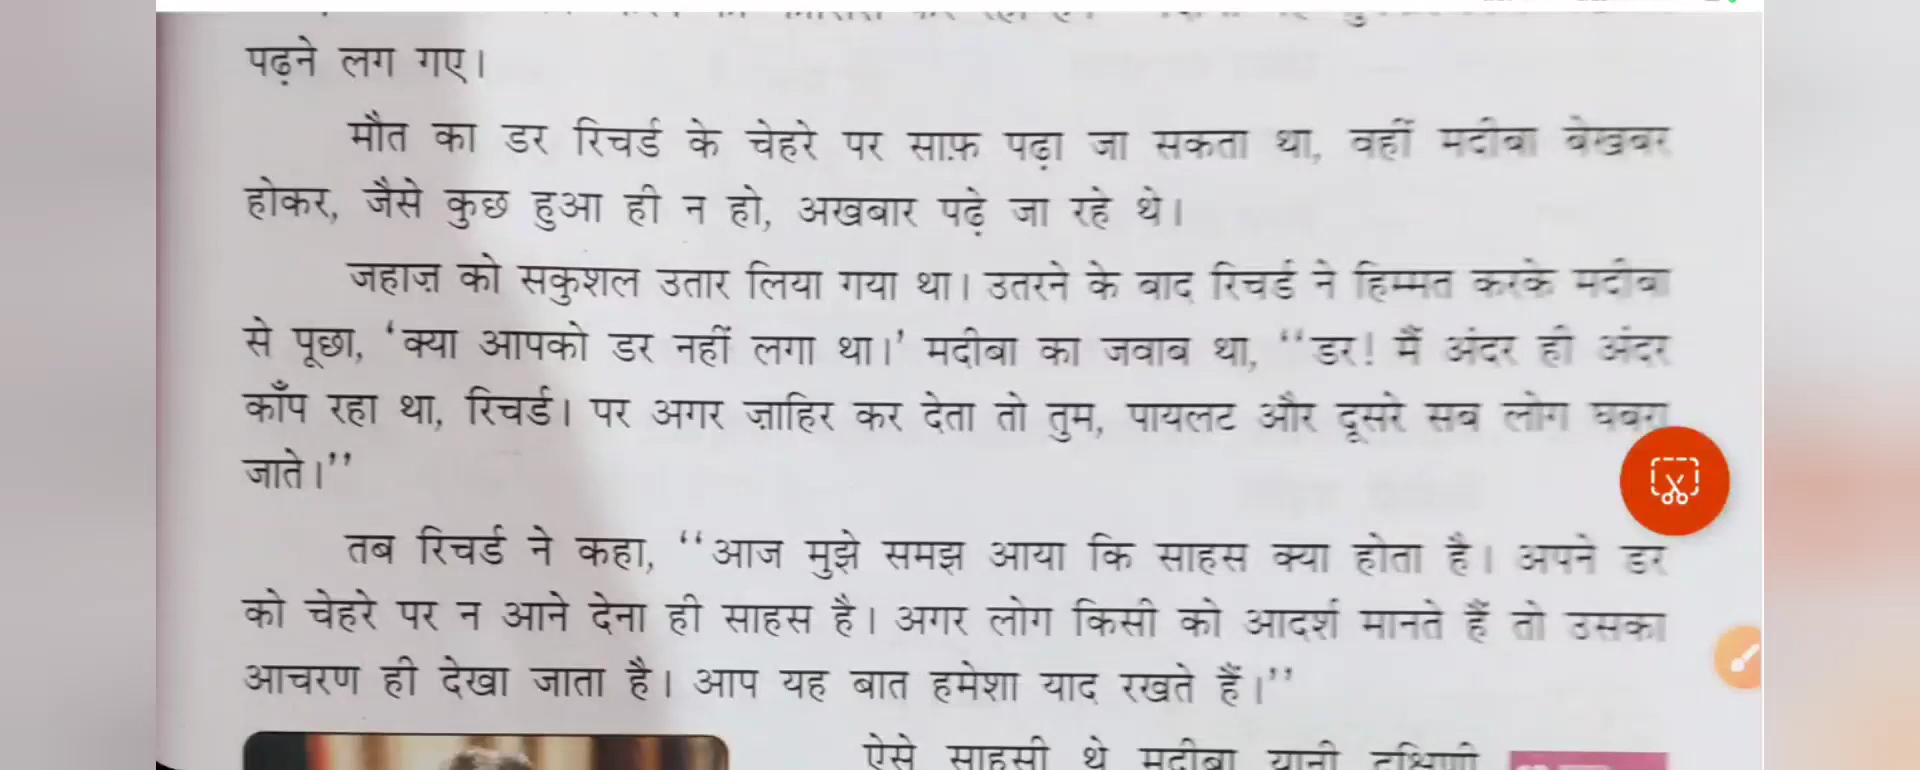 पढ़ने लग गए।
मौत का डर रिचर्ड के चेहरे पर साफ़ पढ़ा जा सकता था, वहीं मदीबा बेखबर
होकर, जैसे कुछ हुआ ही न हो, अखबार पढ़े जा रहे थे।
जहाज़ को सकुशल उतार लिया गया था। उतरने के बाद रिचर्ड ने हिम्मत करके मदीबा
से पूछा, ‘क्या आपको डर नहीं लगा था।’ मदीबा का जवाब था, ‘‘डर! मैं अंदर ही अंदर
काँप रहा था, रिचर्ड। पर अगर ज़ाहिर कर देता तो तुम, पायलट और दूसरे सब लोग घबरा
जाते।’’
तब रिचर्ड ने कहा, ‘‘आज मुझे समझ आया कि साहस क्या होता है। अपने डर
को चेहरे पर न आने देना ही साहस है। अगर लोग किसी को आदर्श मानते हैं तो उसका
आचरण ही देखा जाता है। आप यह बात हमेशा याद रखते हैं।’’
ऐसे साहसी थे मदीबा यानी दक्षिणी